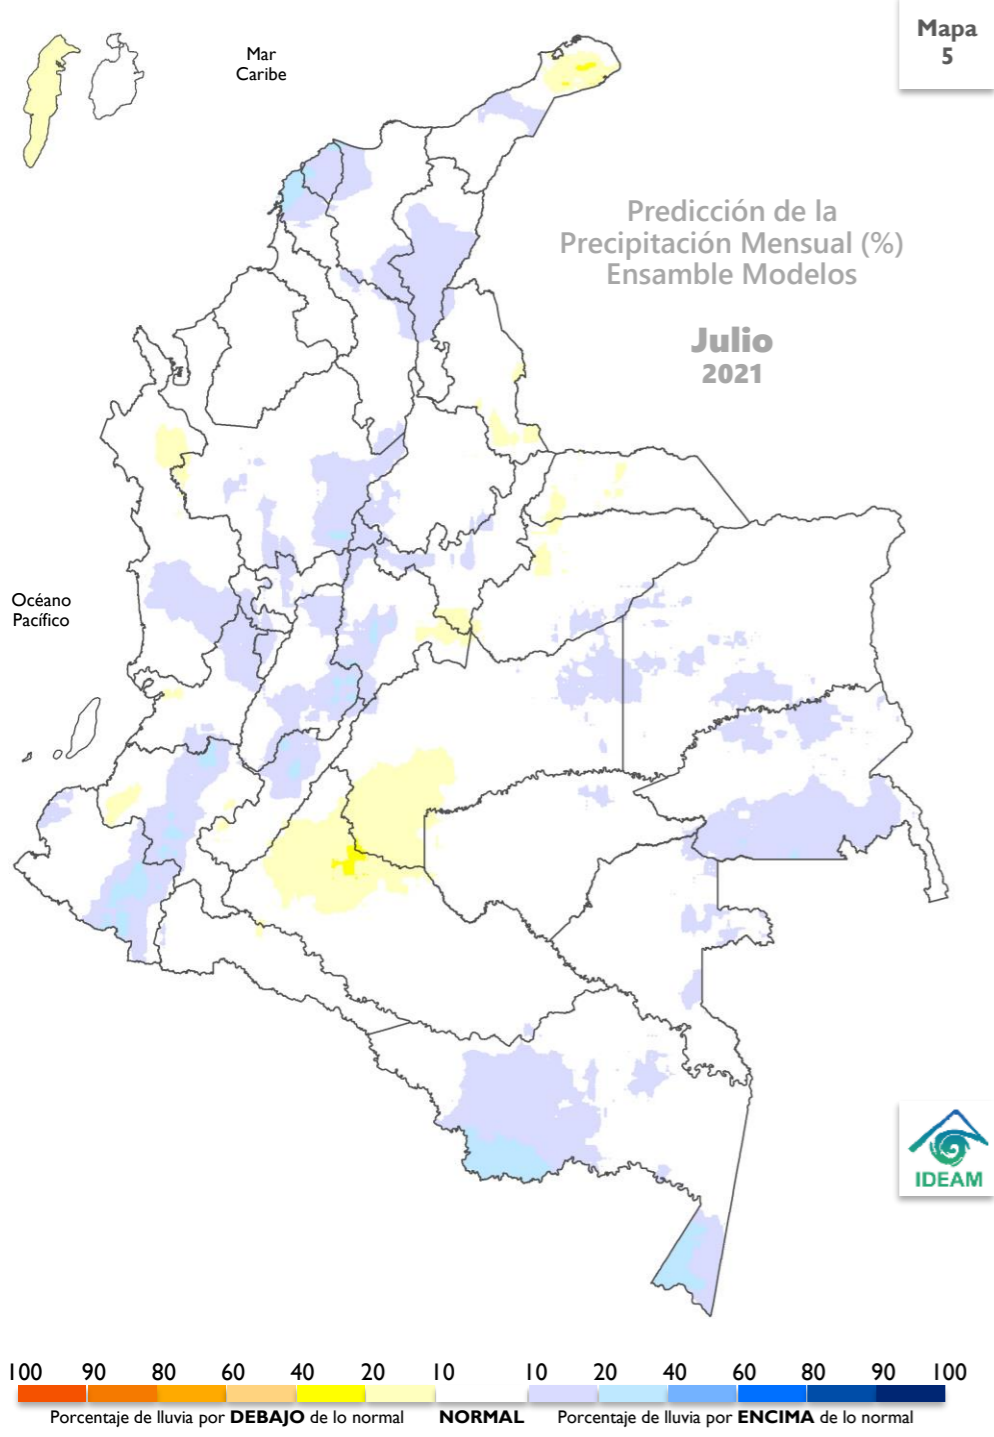 Mapa
5
Mar
Caribe
Predicción de la
Precipitación Mensual (%)
Ensamble Modelos
Julio
2021
Océano
Pacífico
IDEAM
100 90 80 60 40 20 10 10 20 40 60 80 90 100
Porcentaje de lluvia por DEBAJO de lo normal NORMAL Porcentaje de lluvia por ENCIMA de lo normal